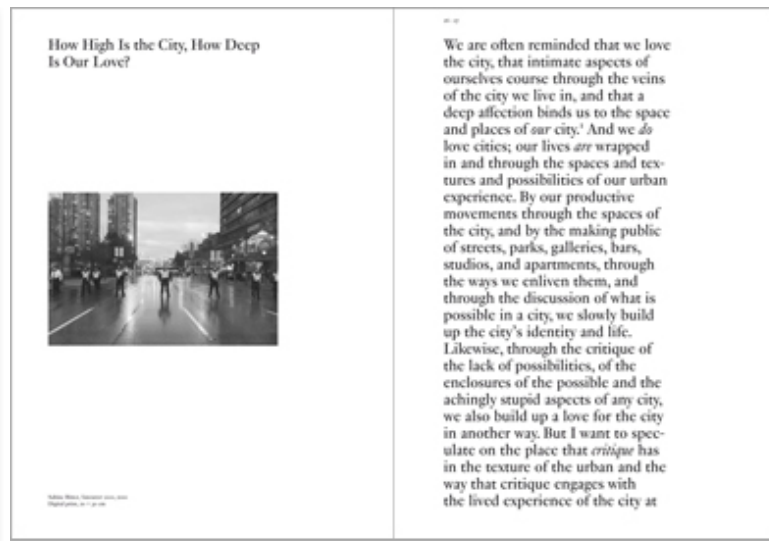 How High Is the City, How Deep
Is Our Love?
We are often reminded that we love
the city, that intimate aspects of
ourselves course through the veins
of the city we live in, and that a
deep affection binds us to the space
and places of our city.¹ And we do
love cities; our lives are wrapped
in and through the spaces and tex-
tures and possibilities of our urban
experience. By our productive
movements through the spaces of
the city, and by the making public
of streets, parks, galleries, bars,
studios, and apartments, through
the ways we enliven them, and
through the discussion of what is
possible in a city, we slowly build
up the city's identity and life.
Likewise, through the critique of
the lack of possibilities, of the
enclosures of the possible and the
achingly stupid aspects of any city,
we also build up a love for the city
in another way. But I want to spec-
ulate on the place that critique has
in the texture of the urban and the
way that critique engages with
the lived experience of the city at